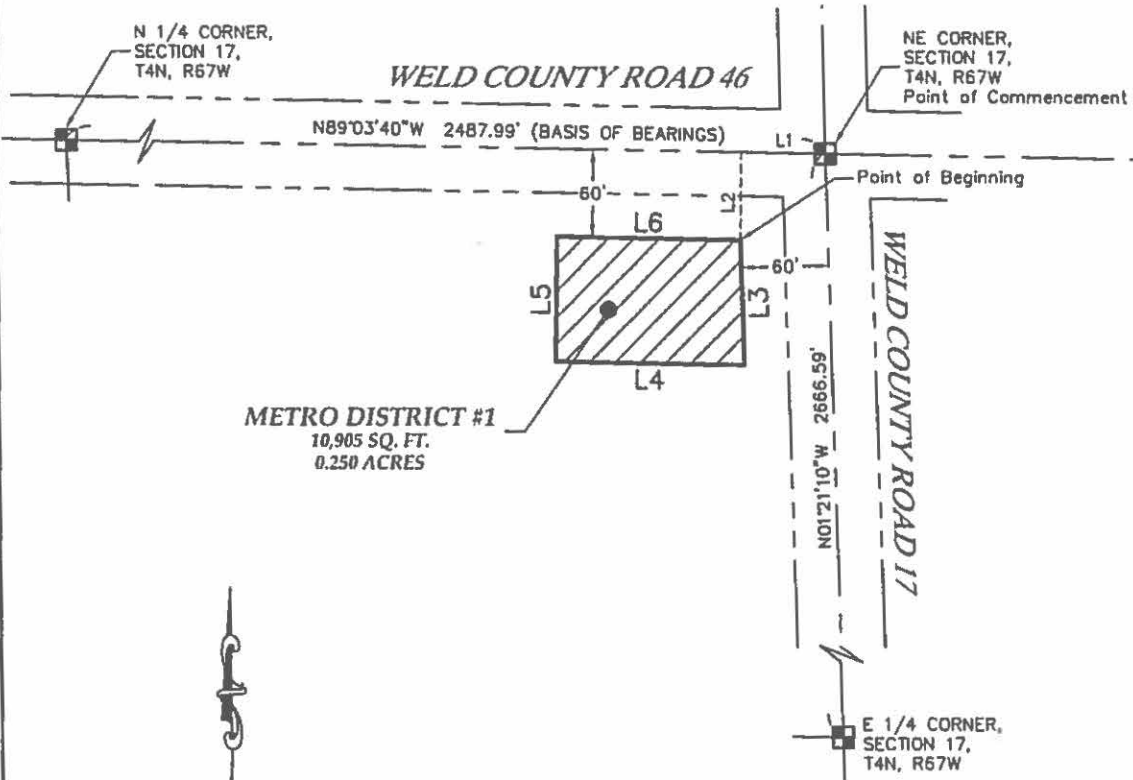 N 1/4 CORNER,
SECTION 17,
T4N, R67W
WELD COUNTY ROAD 46
NE CORNER,
SECTION 17,
T4N, R67W
Point of Commencement
N89°03'40"W 2487.99' (BASIS OF BEARINGS)
L1
Point of Beginning
60'
L2
L6
60'
L5
L3
L4
WELD COUNTY ROAD 17
N01°21'10"W 2666.59'
METRO DISTRICT #1
10,905 SQ. FT.
0.250 ACRES
E 1/4 CORNER,
SECTION 17,
T4N, R67W